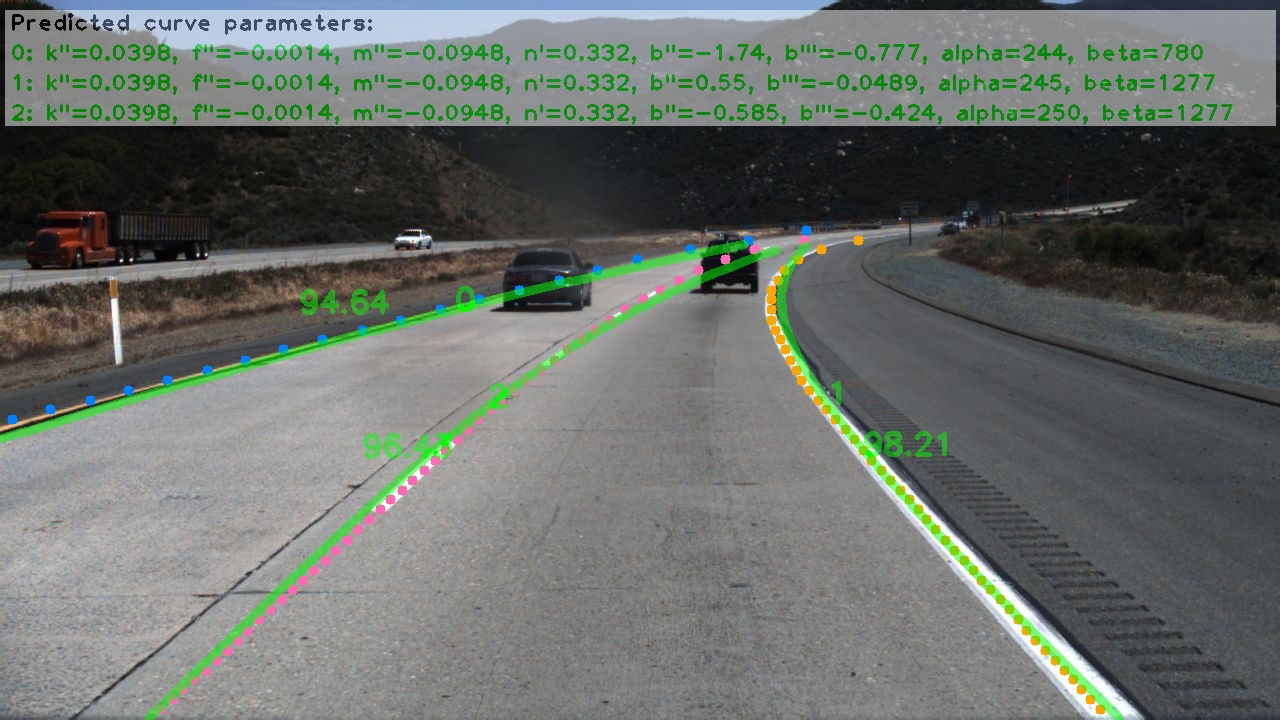 Predicted curve parameters:
0: k''=0.0398, f''=-0.0014, m''=-0.0948, n'=0.332, b''=-1.74, b'''=-0.777, alpha=244, beta=780
1: k''=0.0398, f''=-0.0014, m''=-0.0948, n'=0.332, b''=0.55, b'''=-0.0489, alpha=245, beta=1277
2: k''=0.0398, f''=-0.0014, m''=-0.0948, n'=0.332, b''=-0.585, b'''=-0.424, alpha=250, beta=1277
94.64 0
2 1
98.21